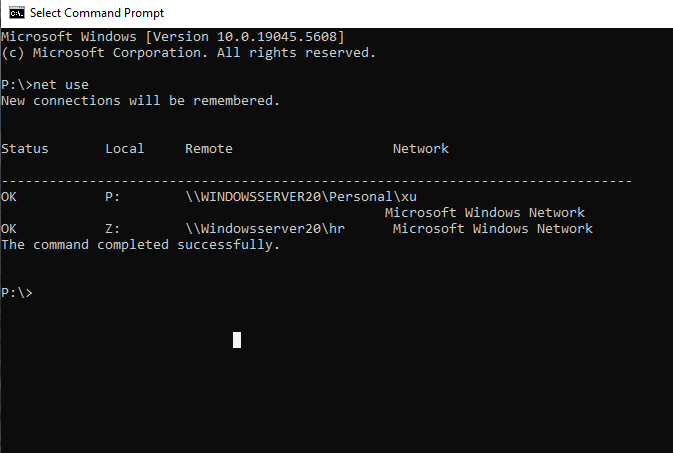 Select Command Prompt
Microsoft Windows [Version 10.0.19045.5608]
(c) Microsoft Corporation. All rights reserved.
P:\>net use
New connections will be remembered.
Status       Local     Remote                    Network
-------------------------------------------------------------------------------
OK           P:        \\WINDOWSSERVER20\Personal\xu
                                                Microsoft Windows Network
OK           Z:        \\Windowsserver20\hr      Microsoft Windows Network
The command completed successfully.
P:\>